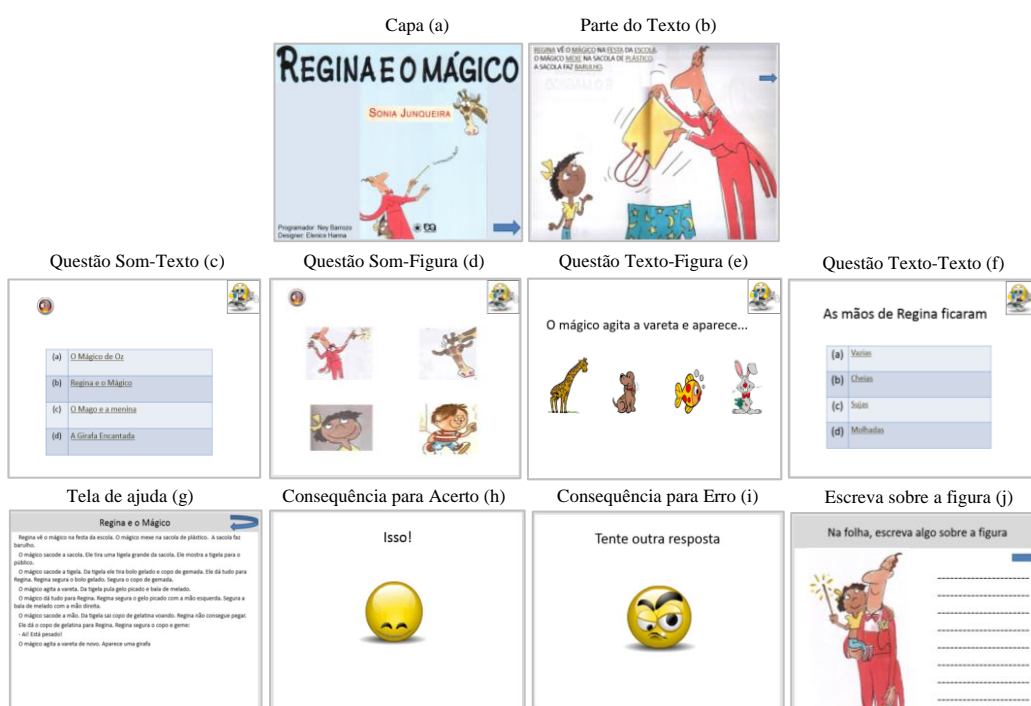 Capa (a)
Parte do Texto (b)
REGINA E O MÁGICO
SONIA JUNQUEIRA
Programador: Ney Barrozo
Designer: Elenice Hanna
REGINA VÊ O MÁGICO NA FESTA DA ESCOLA.
O MÁGICO MEXE NA SACOLA DE PLÁSTICO.
A SACOLA FAZ BARULHO.
Questão Som-Texto (c)
Questão Som-Figura (d)
Questão Texto-Figura (e)
Questão Texto-Texto (f)
(a) O Mágico de Oz
(b) Regina e o Mágico
(c) O Mago e a menina
(d) A Girafa Encantada
O mágico agita a vareta e aparece...
As mãos de Regina ficaram
(a) Vazias
(b) Cheias
(c) Sujas
(d) Molhadas
Tela de ajuda (g)
Consequência para Acerto (h)
Consequência para Erro (i)
Escreva sobre a figura (j)
Regina e o Mágico
Regina vê o mágico na festa da escola. O mágico mexe na sacola de plástico. A sacola faz
barulho.
O mágico sacode a sacola. Ele tira uma tigela grande da sacola. Ele mostra a tigela para o
público.
O mágico sacode a tigela. Da tigela ele tira bolo gelado e copo de gemada. Ele dá tudo para
Regina. Regina segura o bolo gelado. Segura o copo de gemada.
O mágico agita a vareta. Da tigela pula gelo picado e bala de melado.
O mágico dá tudo para Regina. Regina segura o gelo picado com a mão esquerda. Segura a
bala de melado com a mão direita.
O mágico sacode a mão. Da tigela sai copo de gelatina voando. Regina não consegue pegar.
Ele dá o copo de gelatina para Regina. Regina segura o copo e geme:
- Ai! Está pesado!
O mágico agita a vareta de novo. Aparece uma girafa
Isso!
Tente outra resposta
Na folha, escreva algo sobre a figura